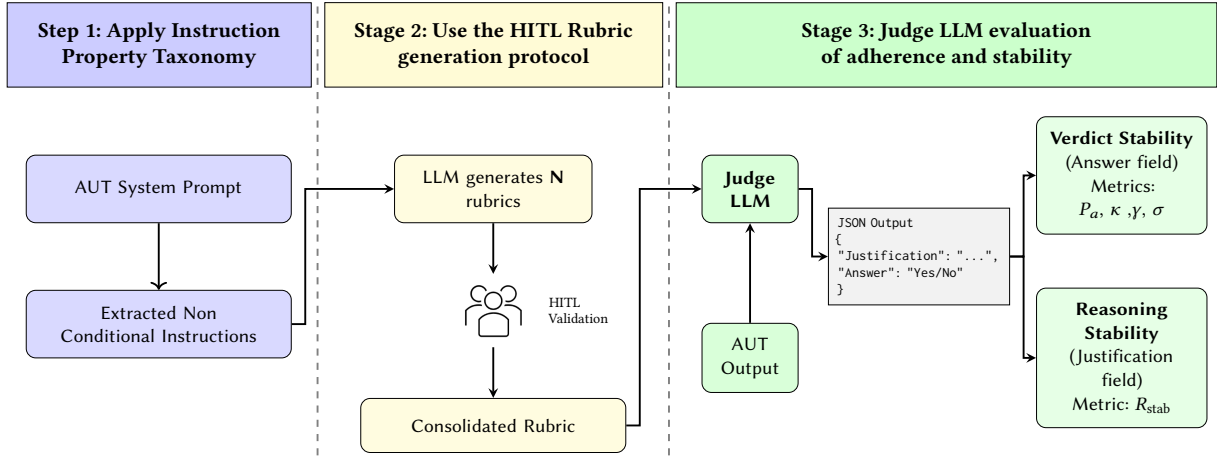 Step 1: Apply Instruction
Property Taxonomy
Stage 2: Use the HITL Rubric
generation protocol
Stage 3: Judge LLM evaluation
of adherence and stability
AUT System Prompt
Extracted Non
Conditional Instructions
LLM generates N
rubrics
HITL
Validation
Consolidated Rubric
Judge
LLM
AUT
Output
JSON Output
{
"Justification": "...",
"Answer": "Yes/No"
}
Verdict Stability
(Answer field)
Metrics:
Pₐ, κ ,γ, σ
Reasoning
Stability
(Justification
field)
Metric: R_stab